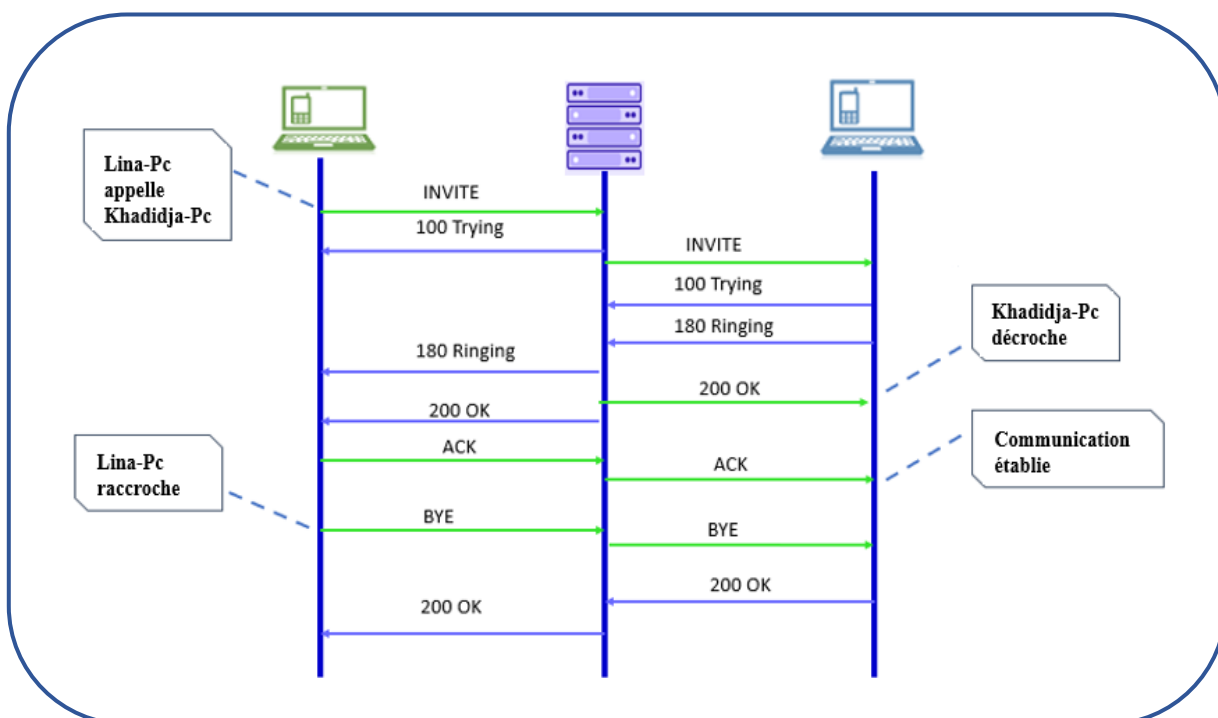 Lina-Pc
appelle
Khadidja-Pc
INVITE
100 Trying
INVITE
100 Trying
180 Ringing
180 Ringing
Khadidja-Pc
décroche
200 OK
200 OK
ACK
Lina-Pc
raccroche
ACK
Communication
établie
BYE
BYE
200 OK
200 OK